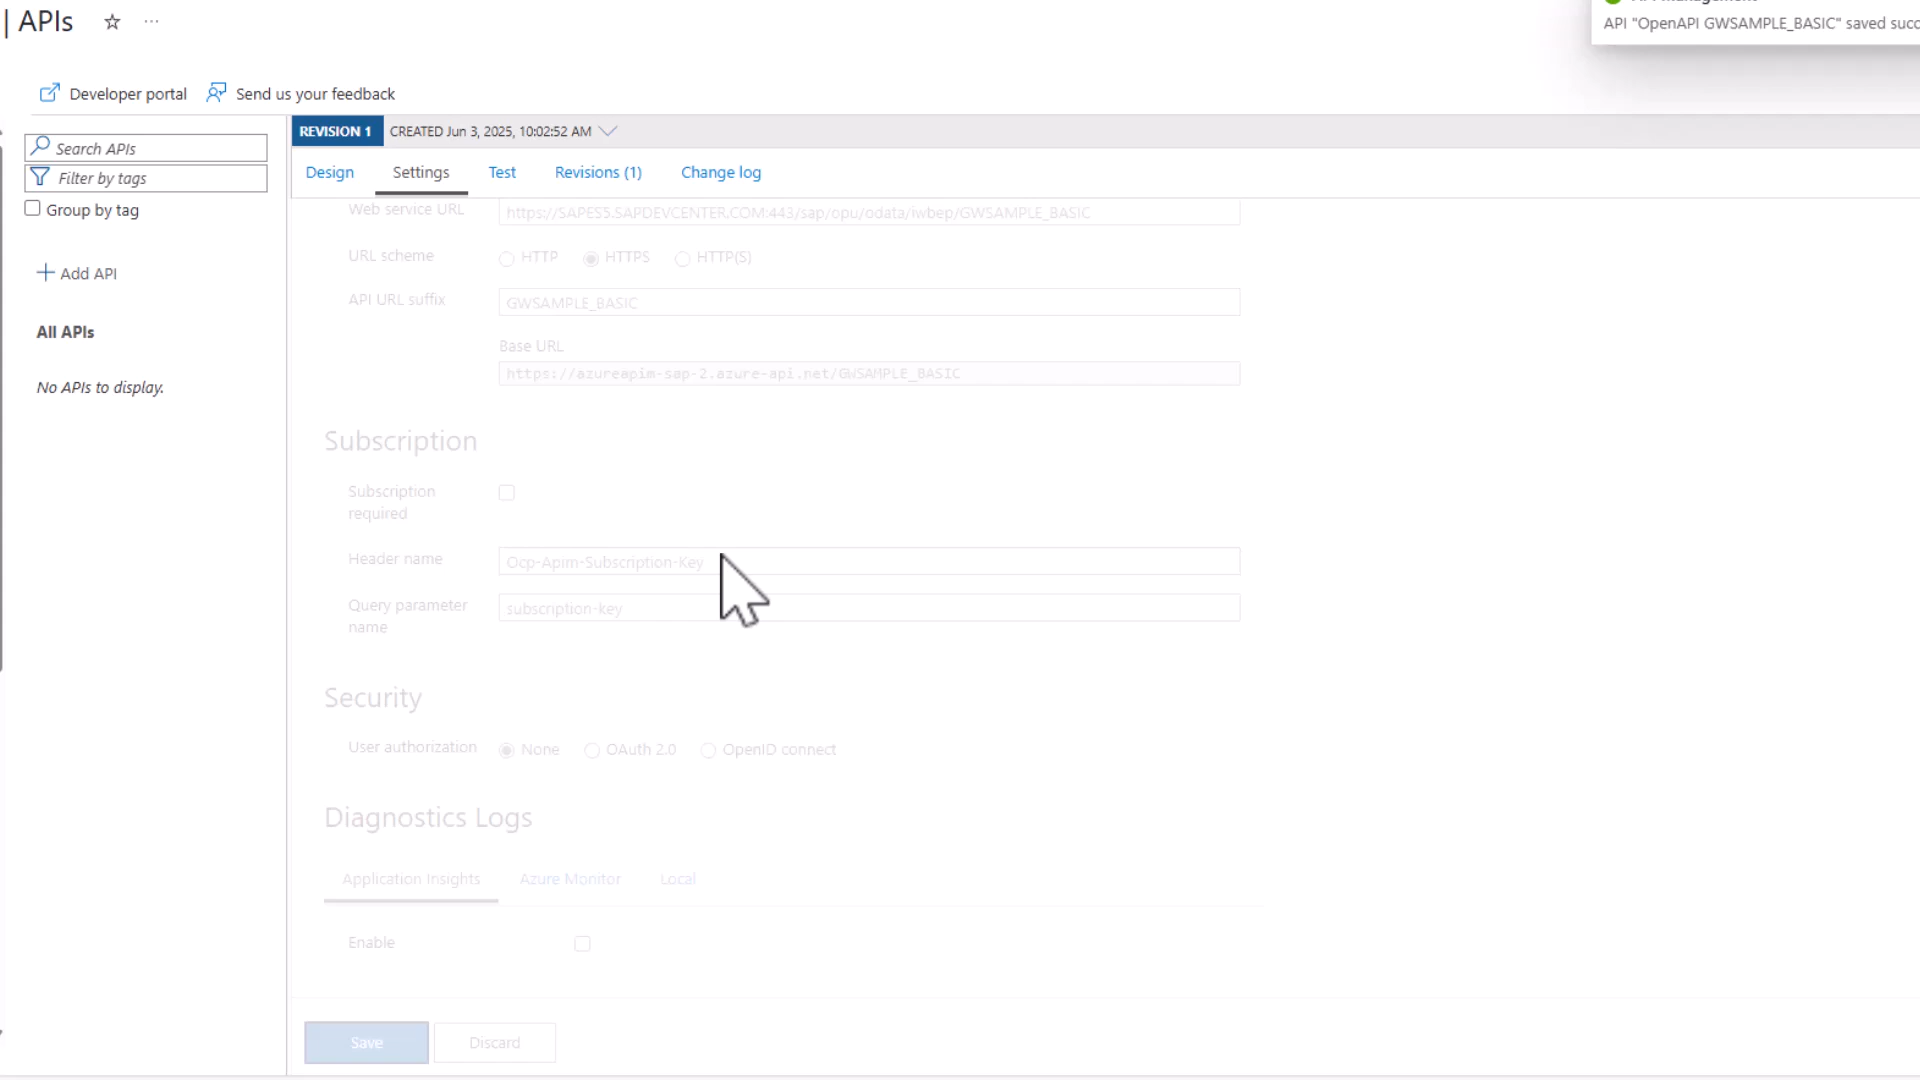 | APIs
API "OpenAPI GWSAMPLE_BASIC" saved succ
Developer portal
Send us your feedback
Search APIs
Filter by tags
Group by tag
Add API
All APIs
No APIs to display.
REVISION 1
CREATED Jun 3, 2025, 10:02:52 AM
Design
Settings
Test
Revisions (1)
Change log
Web service URL
https://SAPES5.SAPDEVCENTER.COM:443/sap/opu/odata/iwbep/GWSAMPLE_BASIC
URL scheme
HTTP
HTTPS
HTTP(S)
API URL suffix
GWSAMPLE_BASIC
Base URL
https://azureapim-sap-2.azure-api.net/GWSAMPLE_BASIC
Subscription
Subscription
required
Header name
Ocp-Apim-Subscription-Key
Query parameter
name
subscription-key
Security
User authorization
None
OAuth 2.0
OpenID connect
Diagnostics Logs
Application Insights
Azure Monitor
Local
Enable
Save
Discard